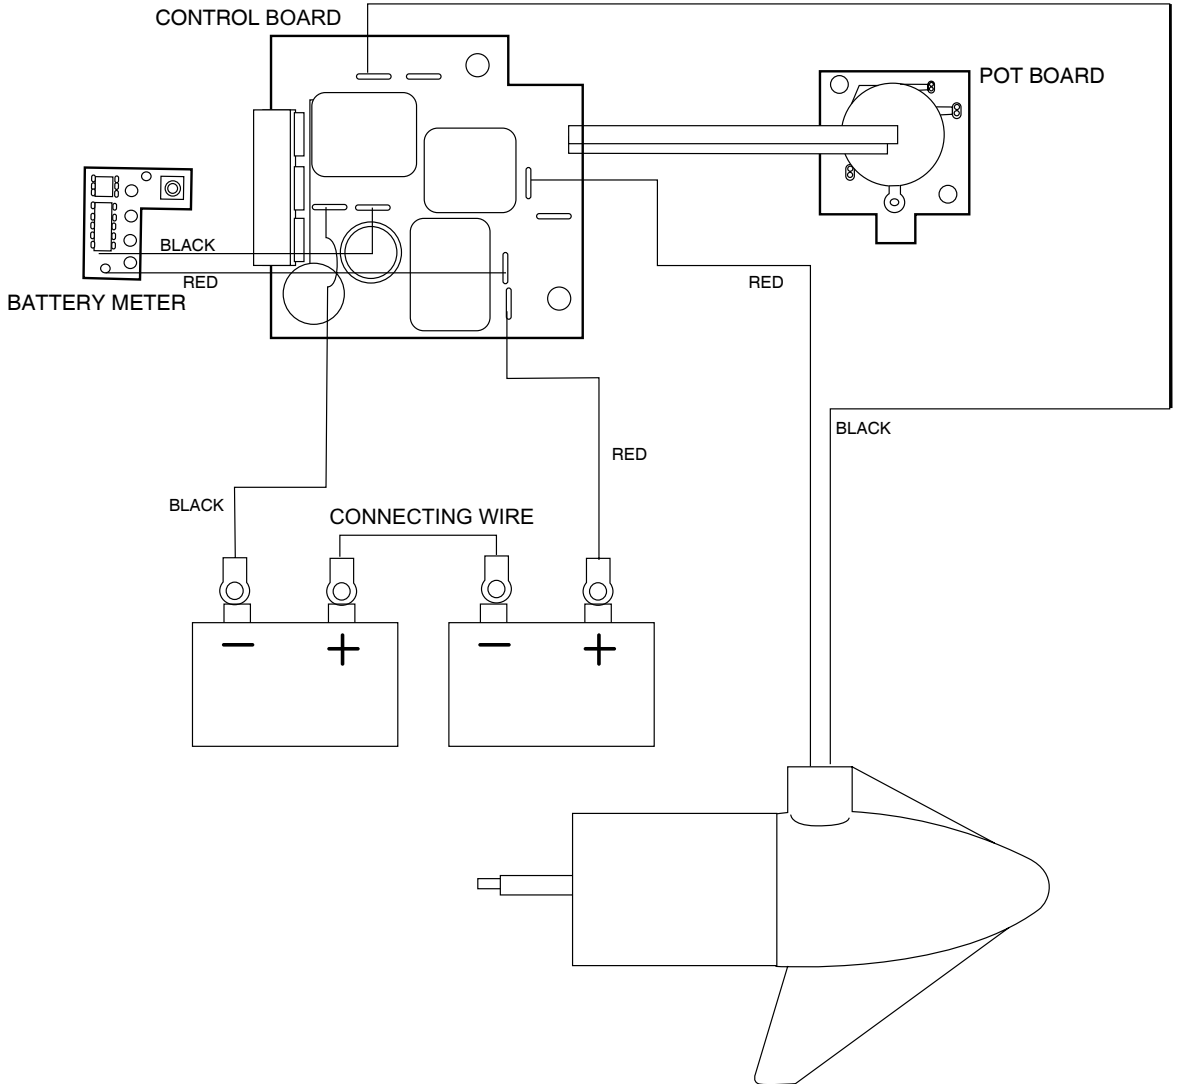 CONTROL BOARD
POT BOARD
BLACK
RED
BATTERY METER
RED
BLACK
RED
BLACK
CONNECTING WIRE
− +
− +